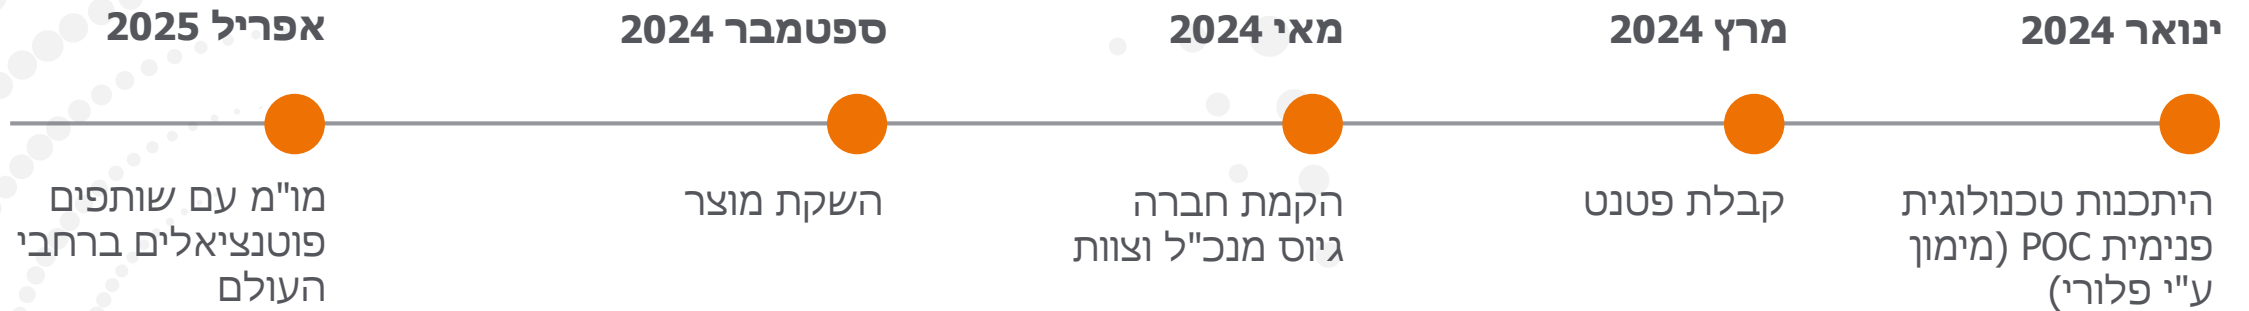 ינואר 2024
היתכנות טכנולוגית
פנימית POC (מימון
ע"י פלורי)
מרץ 2024
קבלת פטנט
מאי 2024
הקמת חברה
גיוס מנכ"ל וצוות
ספטמבר 2024
השקת מוצר
אפריל 2025
מו"מ עם שותפים
פוטנציאלים ברחבי
העולם